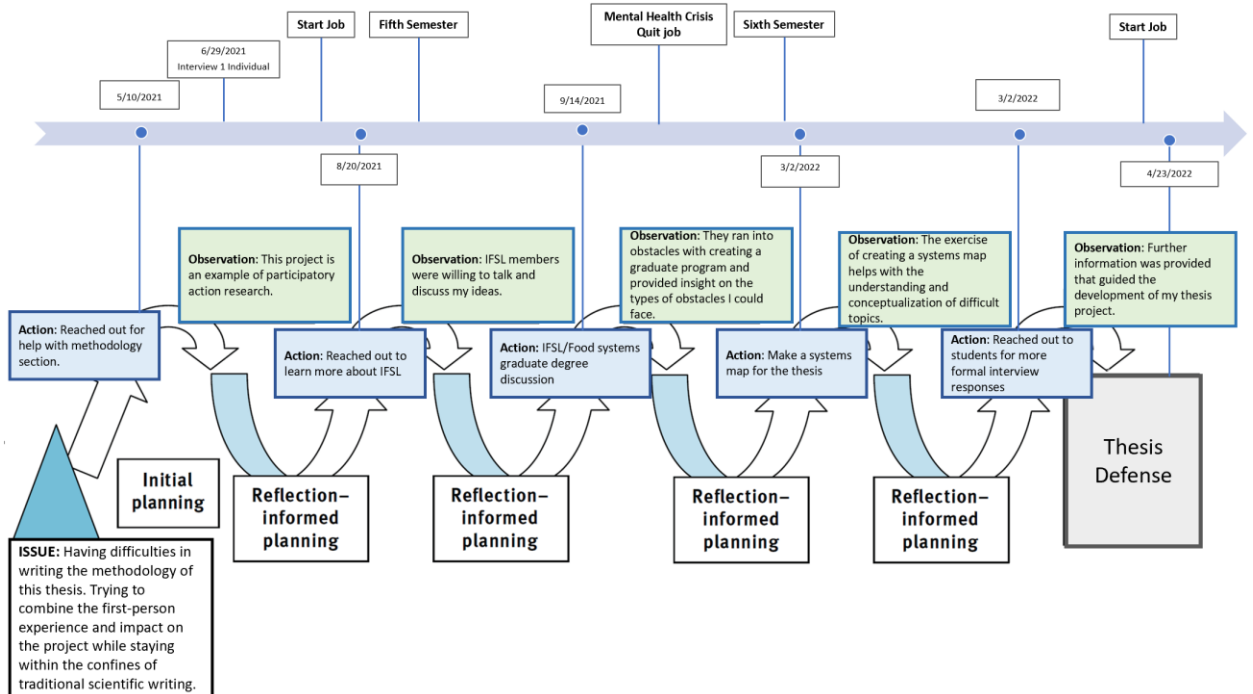 Start Job
Fifth Semester
Mental Health Crisis
Quit job
Sixth Semester
Start Job
6/29/2021
Interview 1 Individual
5/10/2021
9/14/2021
3/2/2022
8/20/2021
3/2/2022
4/23/2022
Observation: This project
is an example of participatory
action research.
Observation: IFSL members
were willing to talk and
discuss my ideas.
Observation: They ran into
obstacles with creating a
graduate program and
provided insight on the
types of obstacles I could
face.
Observation: The exercise
of creating a systems map
helps with the
understanding and
conceptualization of difficult
topics.
Observation: Further
information was provided
that guided the
development of my thesis
project.
Action: Reached out for
help with methodology
section.
Action: Reached out to
learn more about IFSL
Action: IFSL/Food systems
graduate degree
discussion
Action: Make a systems
map for the thesis
Action: Reached out to
students for more
formal interview
responses
Initial
planning
Reflection–
informed
planning
Reflection–
informed
planning
Reflection–
informed
planning
Reflection–
informed
planning
Thesis
Defense
ISSUE: Having difficulties in
writing the methodology of
this thesis. Trying to
combine the first-person
experience and impact on
the project while staying
within the confines of
traditional scientific writing.